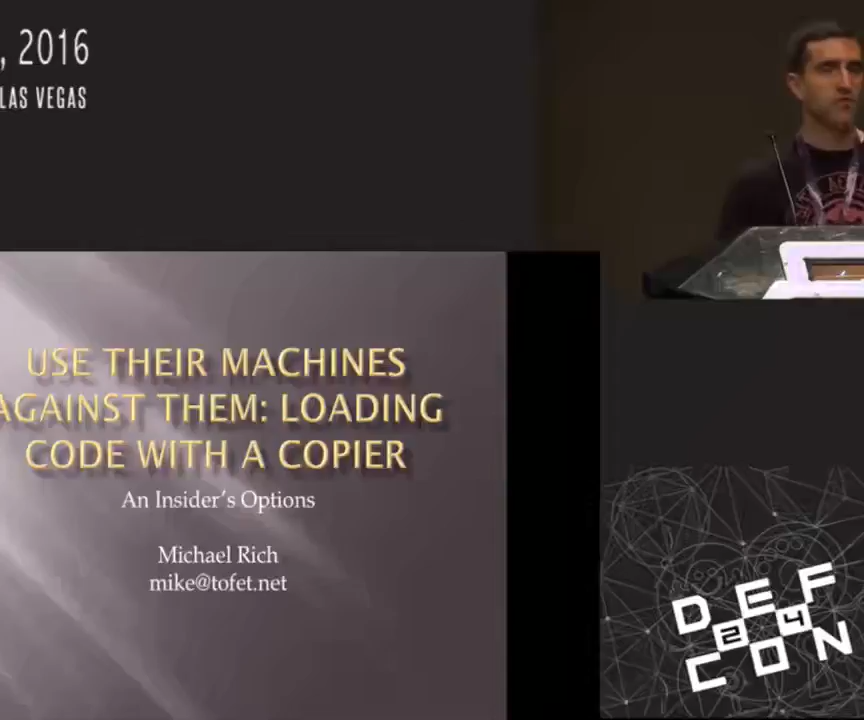 , 2016
LAS VEGAS
USE THEIR MACHINES
AGAINST THEM: LOADING
CODE WITH A COPIER
An Insider's Options
Michael Rich
mike@tofet.net
DEF
24
CON